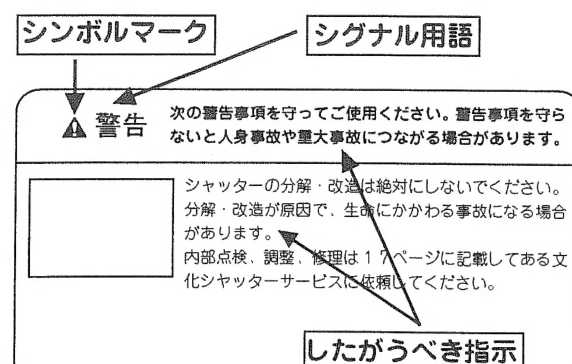 シンボルマーク
シグナル用語
警告
次の警告事項を守ってご使用ください。警告事項を守ら
ないと人身事故や重大事故につながる場合があります。
シャッターの分解・改造は絶対にしないでください。
分解・改造が原因で、生命にかかわる事故になる場合
があります。
内部点検、調整、修理は17ページに記載してある文
化シャッターサービスに依頼してください。
したがうべき指示